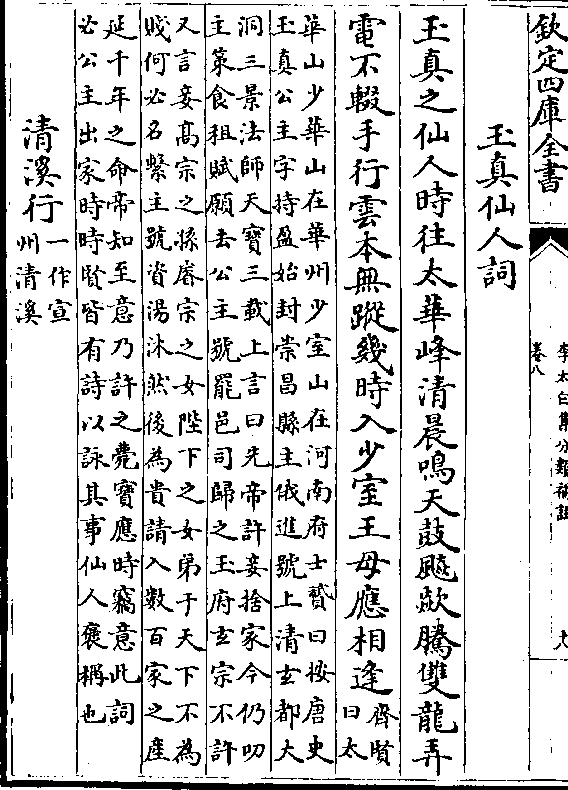 欽定四庫全書
李太白集分類補註
卷八
玉真仙人詞
玉真之仙人時往太華峰清晨鳴天鼓飈欻騰雙龍弄
電不輟手行雲本無蹤幾時入少室王母應相逢
齊賢
曰太
華山少華山在華州少室山在河南府士贇曰按唐史
玉真公主字持盈始封崇昌縣主俄進號上清玄都大
洞三景法師天寶三載上言曰先帝許妾捨家今仍叨
主第食租賦願去公主號罷邑司歸之王府玄宗不許
又言妾高宗之孫睿宗之女陛下之女弟于天下不為
賤何必名繫主號資湯沐然後為貴請入數百家之產
延千年之命帝知至意乃許之薨寶應時竊意此詞
必公主出家時時賢皆有詩以詠其事仙人褒稱也
清溪行
一作宣
州清溪